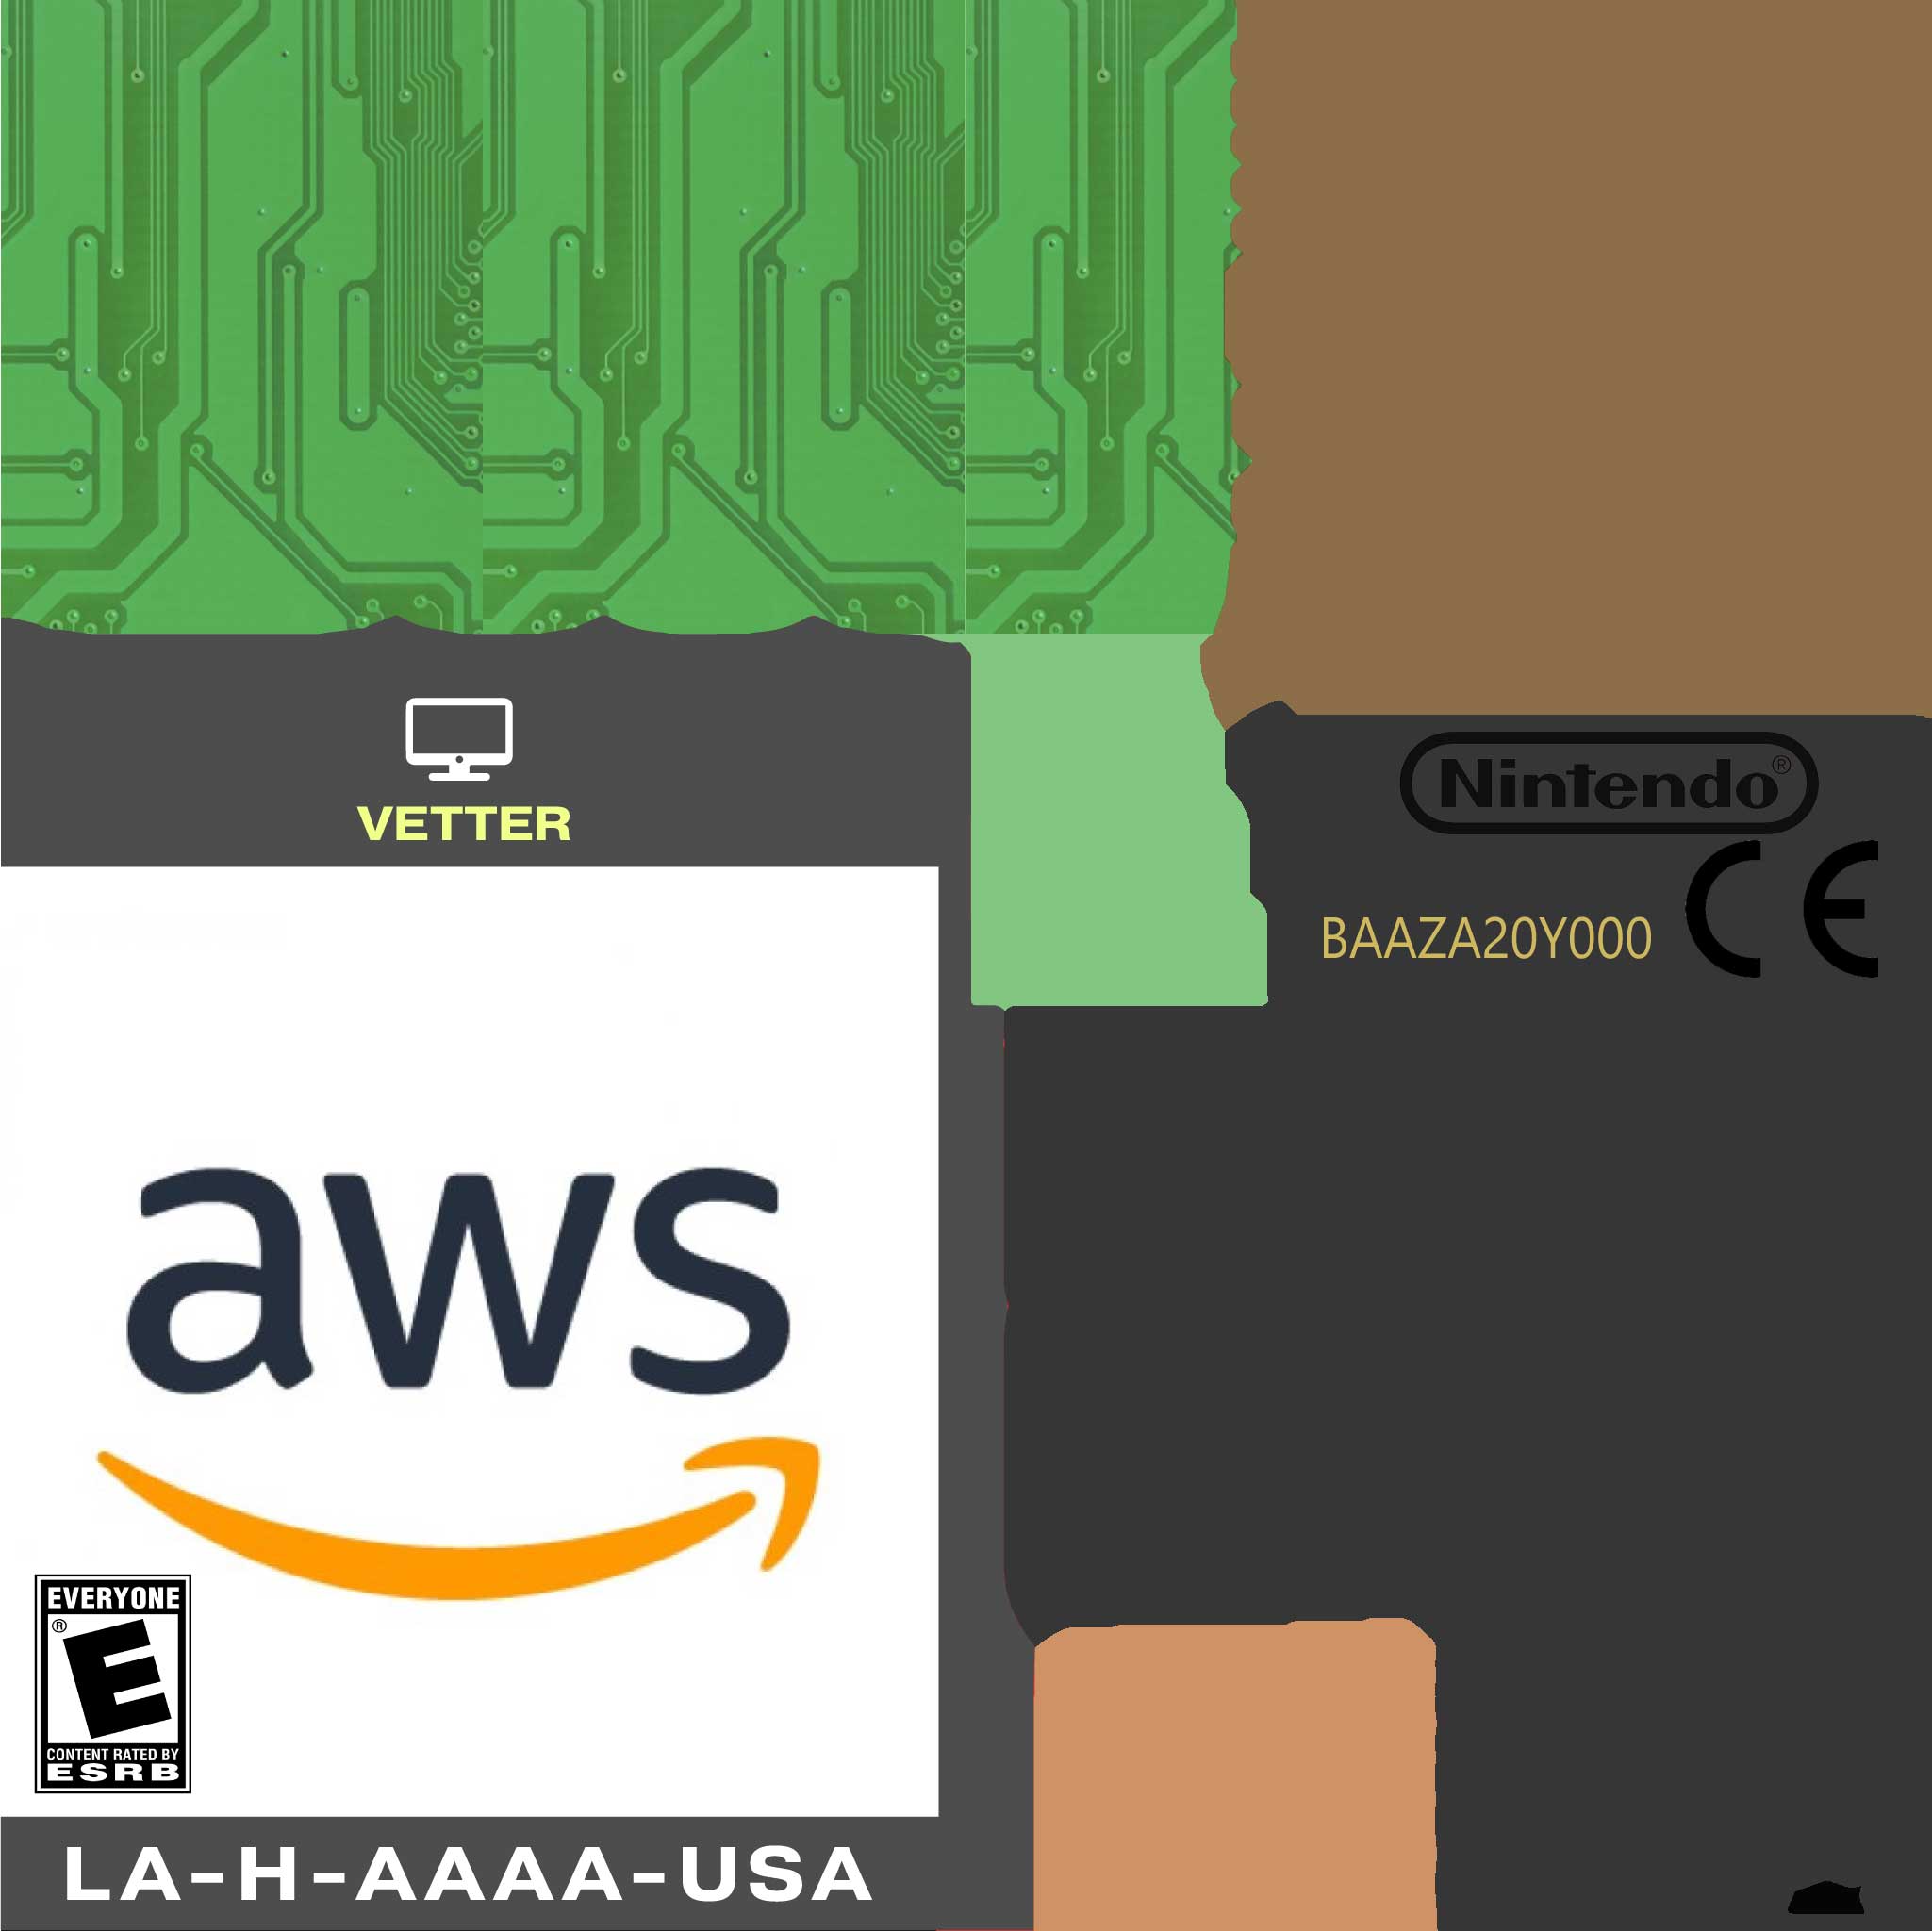 VETTER
Nintendo®
BAAZA20Y000
CE
aws
EVERYONE
®
E
CONTENT RATED BY
ESRB
LA-H-AAAA-USA